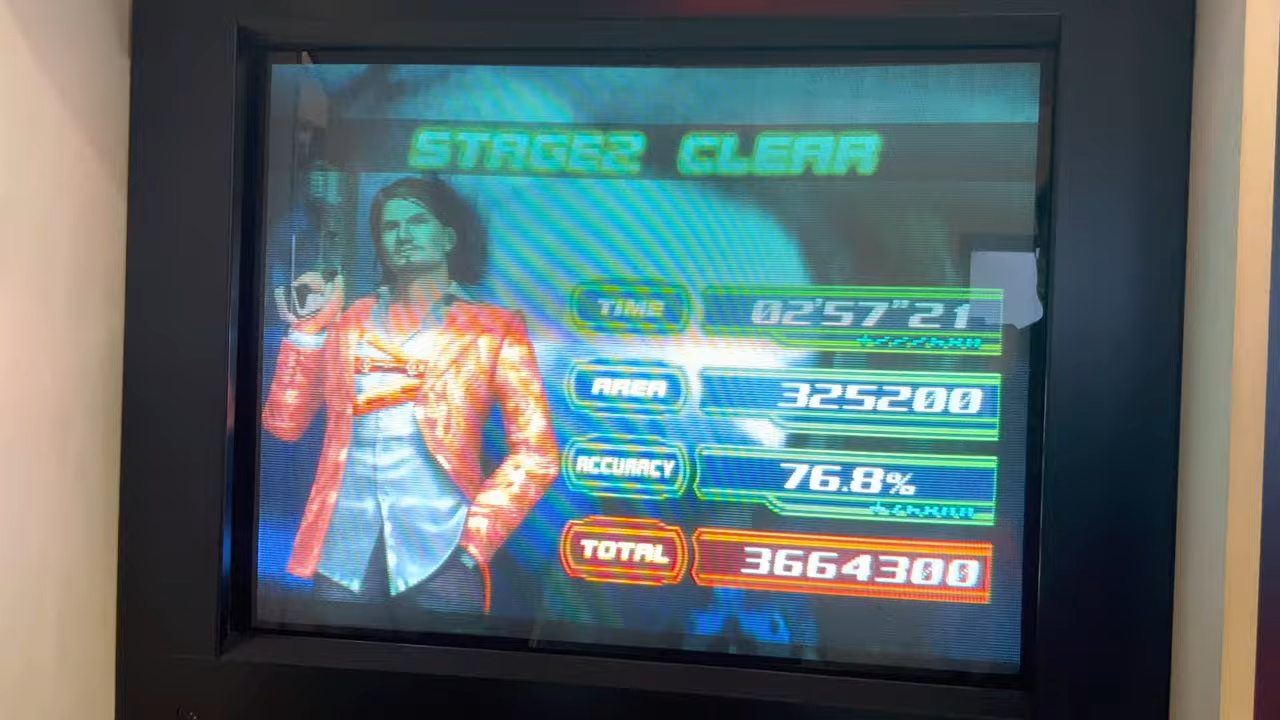 STAGE2 CLEAR
TIME 02'57"21
AREA 325200
ACCURACY 76.8%
TOTAL 3664300